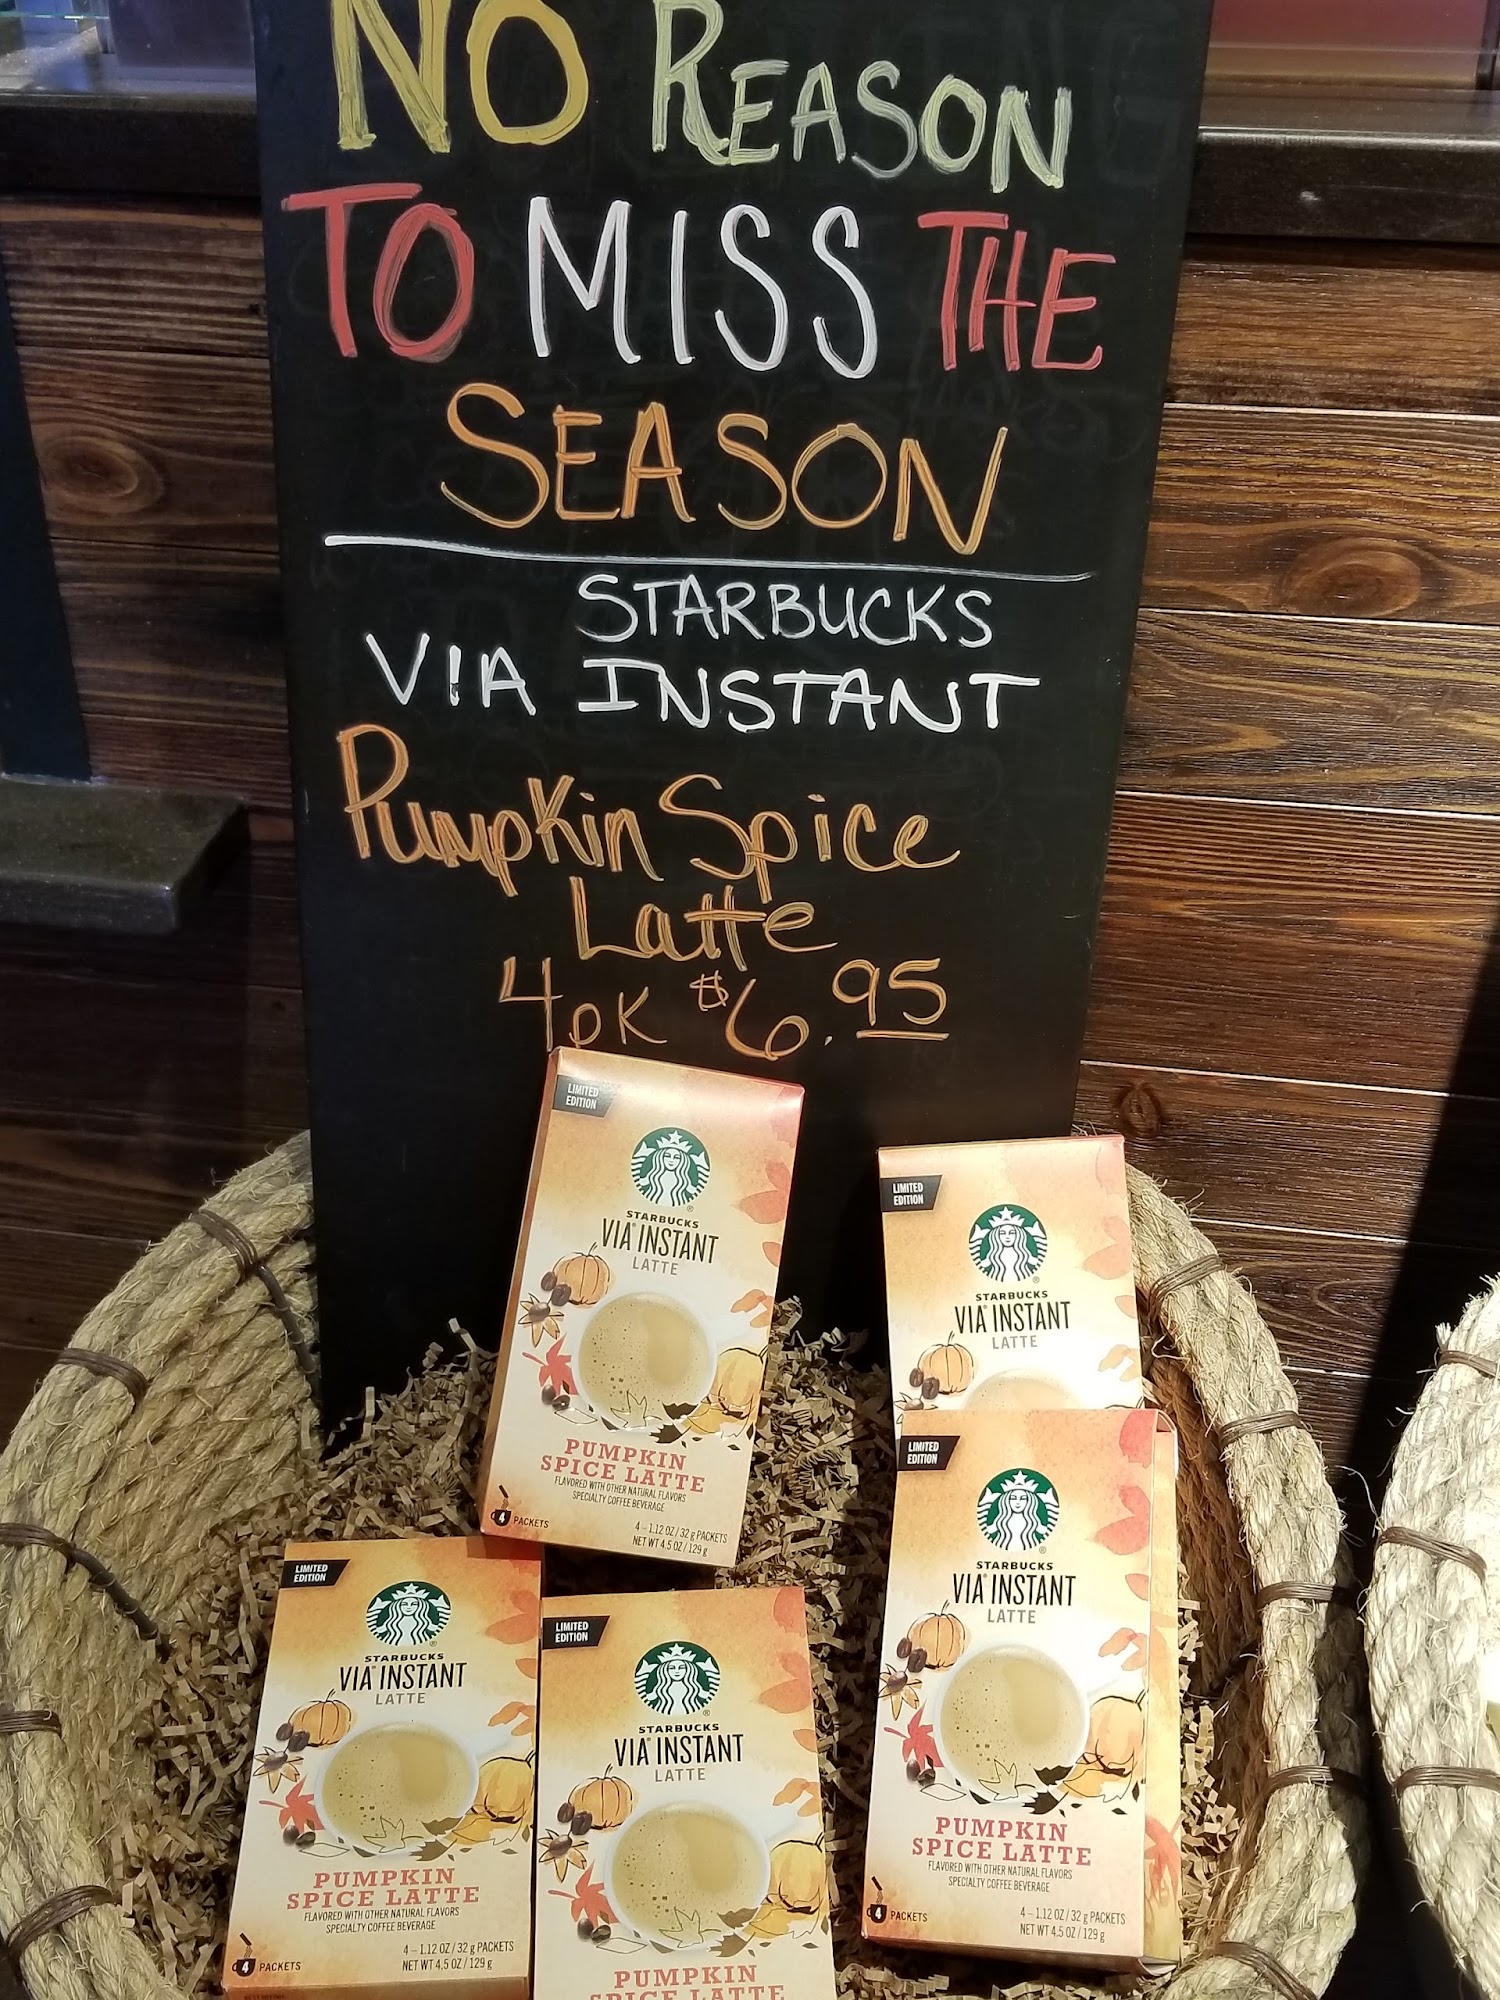 NO REASON
TO MISS THE
SEASON
STARBUCKS
VIA INSTANT
Pumpkin Spice
Latte
4pk $6.95
LIMITED
EDITION
STARBUCKS
VIA® INSTANT
LATTE
PUMPKIN
SPICE LATTE
FLAVORED WITH OTHER NATURAL FLAVORS
SPECIALTY COFFEE BEVERAGE
4 PACKETS
4 – 1.12 OZ / 32 g PACKETS
NET WT 4.5 OZ / 129 g
LIMITED
EDITION
STARBUCKS
VIA® INSTANT
LATTE
LIMITED
EDITION
STARBUCKS
VIA® INSTANT
LATTE
PUMPKIN
SPICE LATTE
FLAVORED WITH OTHER NATURAL FLAVORS
SPECIALTY COFFEE BEVERAGE
4 PACKETS
4 – 1.12 OZ / 32 g PACKETS
NET WT 4.5 OZ / 129 g
LIMITED
EDITION
STARBUCKS
VIA® INSTANT
LATTE
PUMPKIN
SPICE LATTE
FLAVORED WITH OTHER NATURAL FLAVORS
SPECIALTY COFFEE BEVERAGE
4 PACKETS
4 – 1.12 OZ / 32 g PACKETS
NET WT 4.5 OZ / 129 g
LIMITED
EDITION
STARBUCKS
VIA® INSTANT
LATTE
PUMPKIN
SPICE LATTE